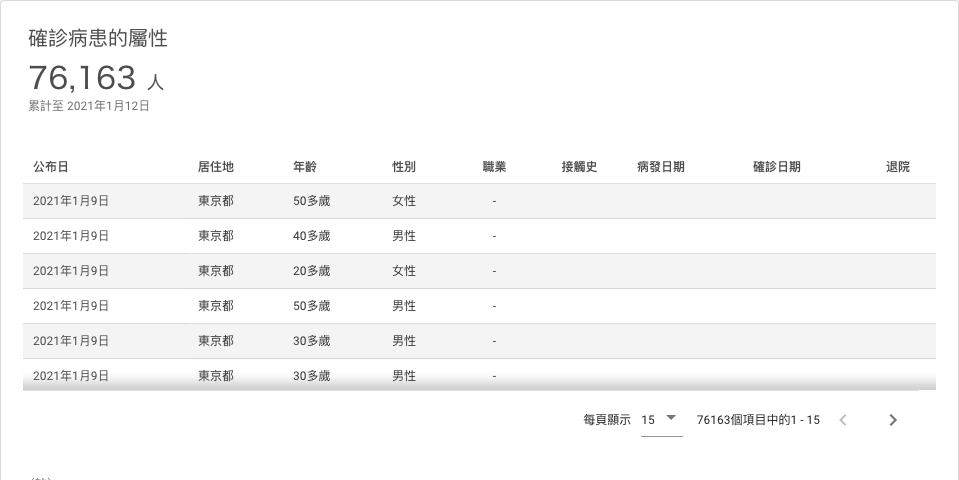 確診病患的屬性
76,163 人
累計至 2021年1月12日
公布日 居住地 年齡 性別 職業 接觸史 病發日期 確診日期 退院
2021年1月9日 東京都 50多歲 女性 -
2021年1月9日 東京都 40多歲 男性 -
2021年1月9日 東京都 20多歲 女性 -
2021年1月9日 東京都 50多歲 男性 -
2021年1月9日 東京都 30多歲 男性 -
2021年1月9日 東京都 30多歲 男性 -
每頁顯示 15 76163個項目中的1 - 15